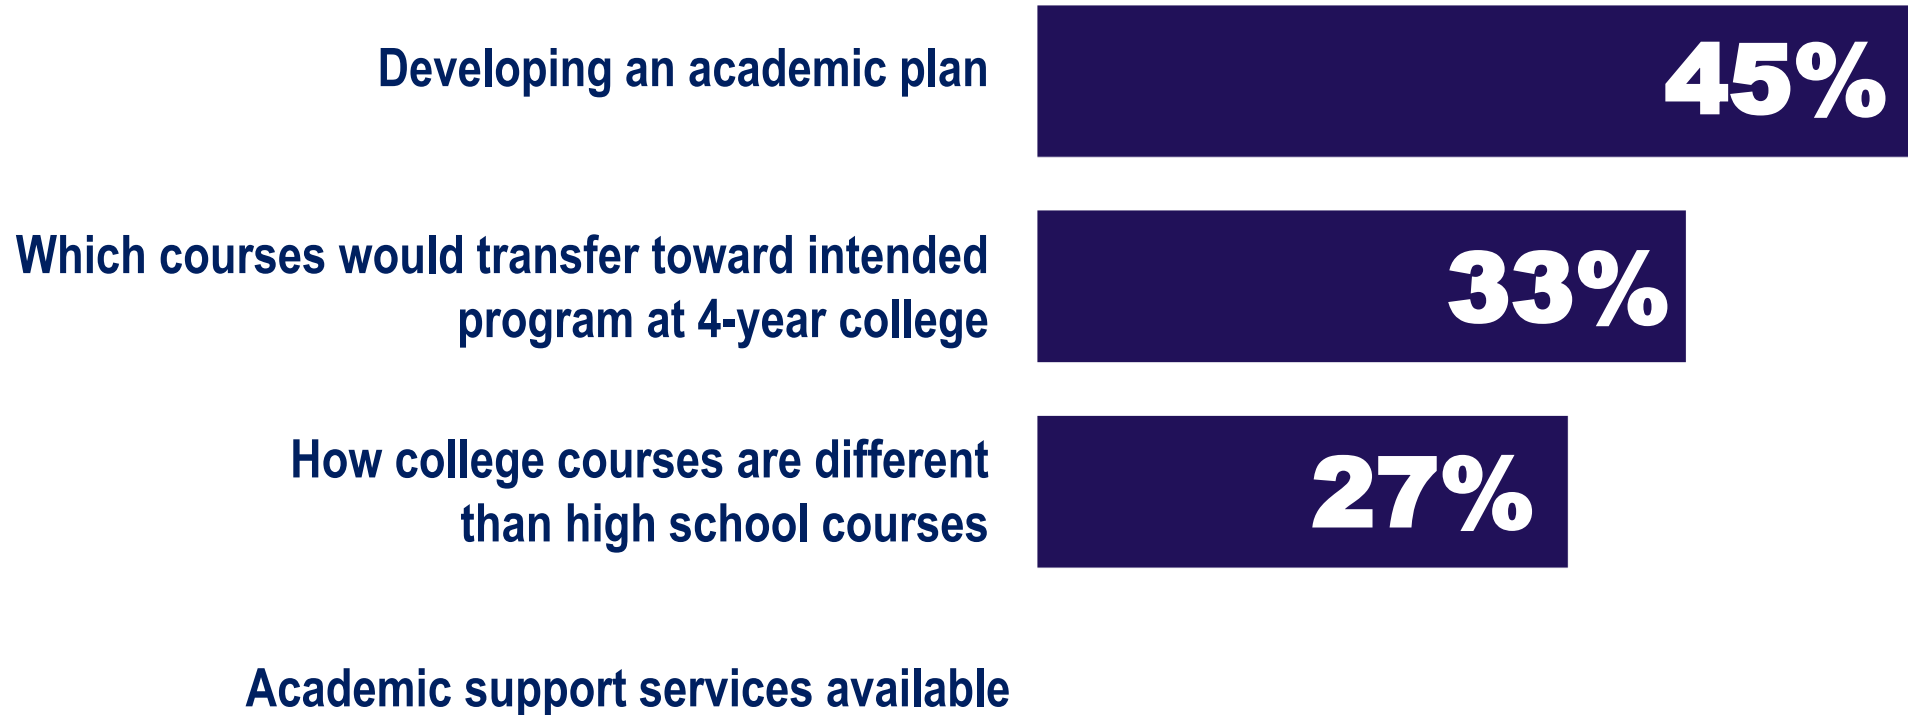 Developing an academic plan
45%
Which courses would transfer toward intended
program at 4-year college
33%
How college courses are different
than high school courses
27%
Academic support services available